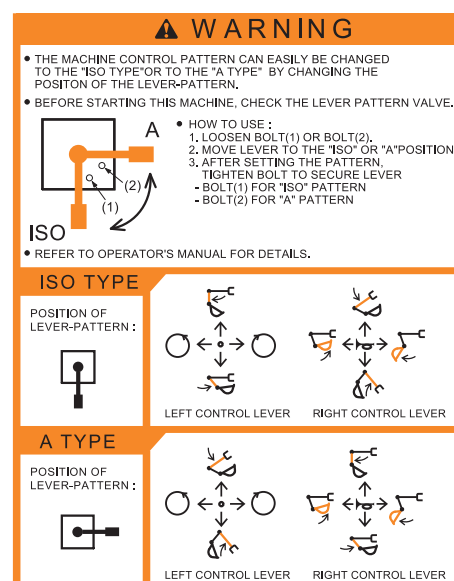 WARNING
• THE MACHINE CONTROL PATTERN CAN EASILY BE CHANGED
TO THE "ISO TYPE"OR TO THE "A TYPE" BY CHANGING THE
POSITON OF THE LEVER-PATTERN.
• BEFORE STARTING THIS MACHINE, CHECK THE LEVER PATTERN VALVE.
A
(2)
(1)
ISO
• HOW TO USE :
1. LOOSEN BOLT(1) OR BOLT(2).
2. MOVE LEVER TO THE "ISO" OR "A"POSITION
3. AFTER SETTING THE PATTERN,
TIGHTEN BOLT TO SECURE LEVER
- BOLT(1) FOR "ISO" PATTERN
- BOLT(2) FOR "A" PATTERN
• REFER TO OPERATOR'S MANUAL FOR DETAILS.
ISO TYPE
POSITION OF
LEVER-PATTERN :
LEFT CONTROL LEVER
RIGHT CONTROL LEVER
A TYPE
POSITION OF
LEVER-PATTERN :
LEFT CONTROL LEVER
RIGHT CONTROL LEVER